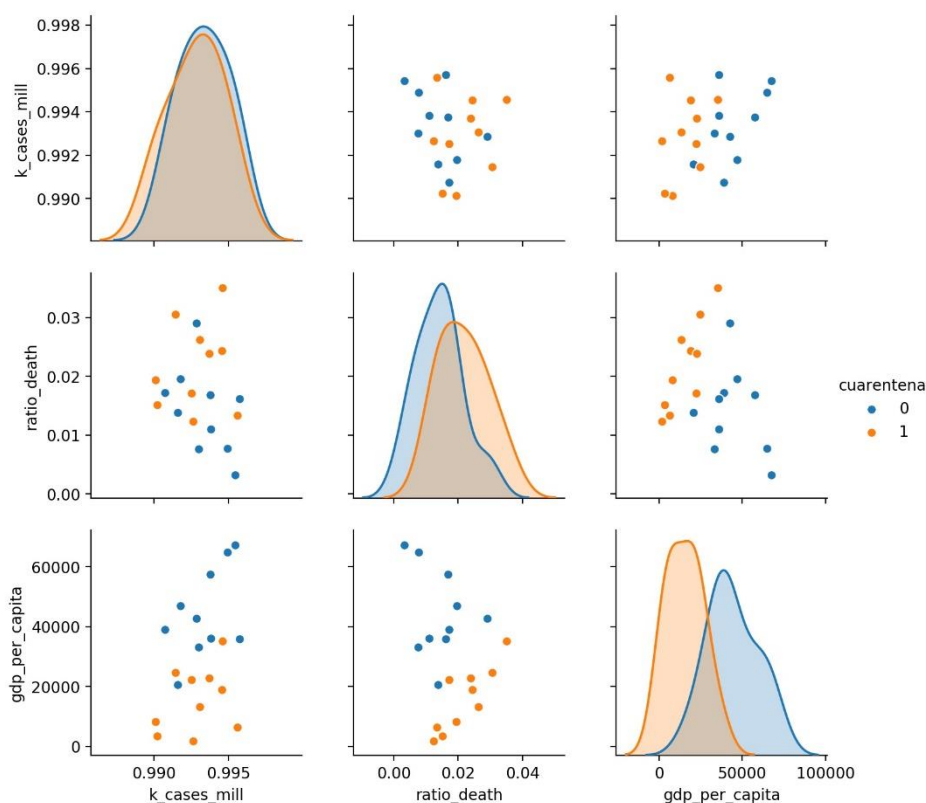 0.998
0.996
0.994
0.992
0.990
k_cases_mill
0.03
0.02
0.01
0.00
ratio_death
cuarentena
0
1
60000
40000
20000
0
gdp_per_capita
0.990 0.995
k_cases_mill
0.00 0.02 0.04
ratio_death
0 50000 100000
gdp_per_capita